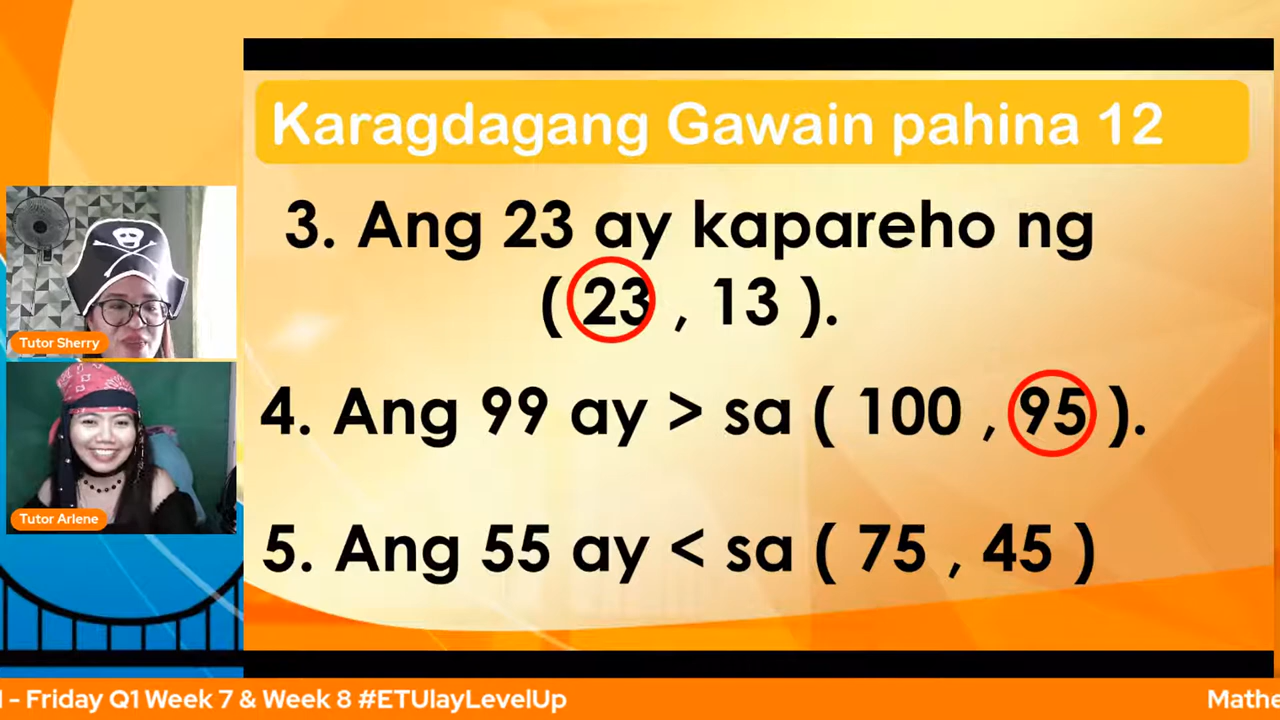 Karagdagang Gawain pahina 12
3. Ang 23 ay kapareho ng
( 23 , 13 ).
4. Ang 99 ay > sa ( 100 , 95 ).
5. Ang 55 ay < sa ( 75 , 45 )
Tutor Sherry
Tutor Arlene
- Friday Q1 Week 7 & Week 8 #ETUlayLevelUp